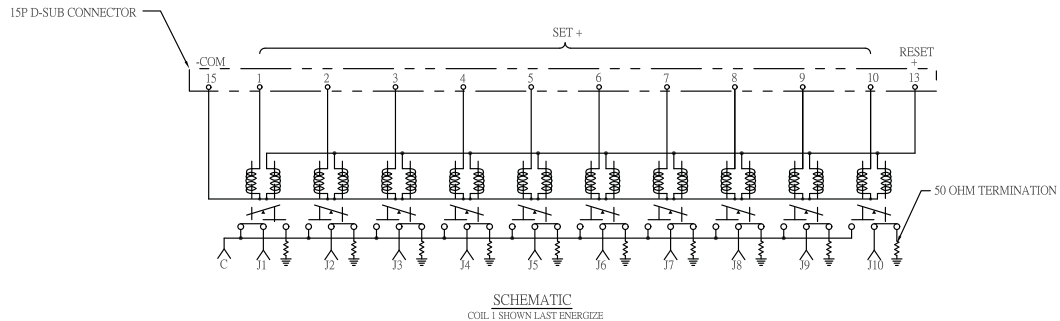 15P D-SUB CONNECTOR
SET +
-COM
RESET
+
15 1 2 3 4 5 6 7 8 9 10 13
50 OHM TERMINATION
C J1 J2 J3 J4 J5 J6 J7 J8 J9 J10
SCHEMATIC
COIL 1 SHOWN LAST ENERGIZE